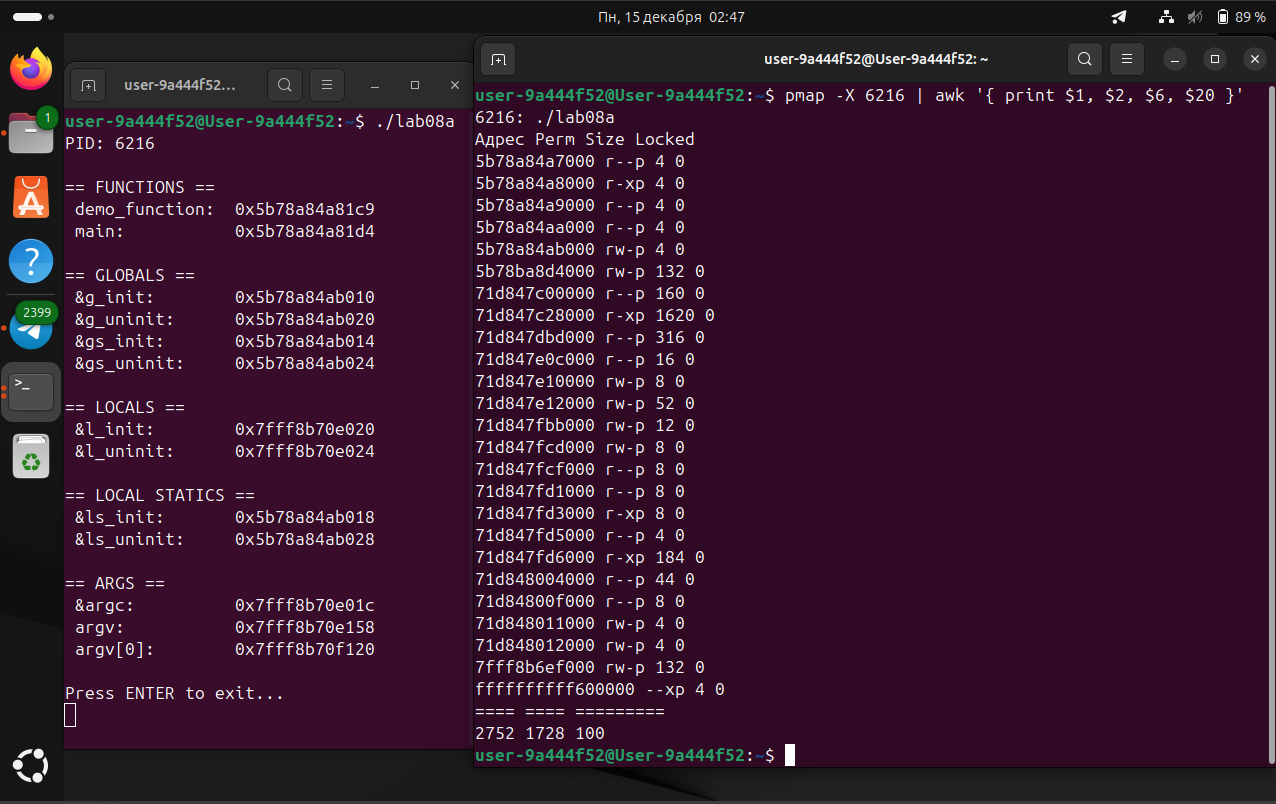 Пн, 15 декабря 02:47
89 %
1
2399
user-9a444f52...
user-9a444f52@User-9a444f52:~$ ./lab08a
PID: 6216
== FUNCTIONS ==
demo_function: 0x5b78a84a81c9
main: 0x5b78a84a81d4
== GLOBALS ==
&g_init: 0x5b78a84ab010
&g_uninit: 0x5b78a84ab020
&gs_init: 0x5b78a84ab014
&gs_uninit: 0x5b78a84ab024
== LOCALS ==
&l_init: 0x7fff8b70e020
&l_uninit: 0x7fff8b70e024
== LOCAL STATICS ==
&ls_init: 0x5b78a84ab018
&ls_uninit: 0x5b78a84ab028
== ARGS ==
&argc: 0x7fff8b70e01c
argv: 0x7fff8b70e158
argv[0]: 0x7fff8b70f120
Press ENTER to exit...
user-9a444f52@User-9a444f52: ~
user-9a444f52@User-9a444f52:~$ pmap -X 6216 | awk '{ print $1, $2, $6, $20 }'
6216: ./lab08a
Адрес Perm Size Locked
5b78a84a7000 r--p 4 0
5b78a84a8000 r-xp 4 0
5b78a84a9000 r--p 4 0
5b78a84aa000 r--p 4 0
5b78a84ab000 rw-p 4 0
5b78ba8d4000 rw-p 132 0
71d847c00000 r--p 160 0
71d847c28000 r-xp 1620 0
71d847dbd000 r--p 316 0
71d847e0c000 r--p 16 0
71d847e10000 rw-p 8 0
71d847e12000 rw-p 52 0
71d847fbb000 rw-p 12 0
71d847fcd000 rw-p 8 0
71d847fcf000 r--p 8 0
71d847fd1000 r--p 8 0
71d847fd3000 r-xp 8 0
71d847fd5000 r--p 4 0
71d847fd6000 r-xp 184 0
71d848004000 r--p 44 0
71d84800f000 r--p 8 0
71d848011000 rw-p 4 0
71d848012000 rw-p 4 0
7fff8b6ef000 rw-p 132 0
ffffffffff600000 --xp 4 0
==== ==== =========
2752 1728 100
user-9a444f52@User-9a444f52:~$